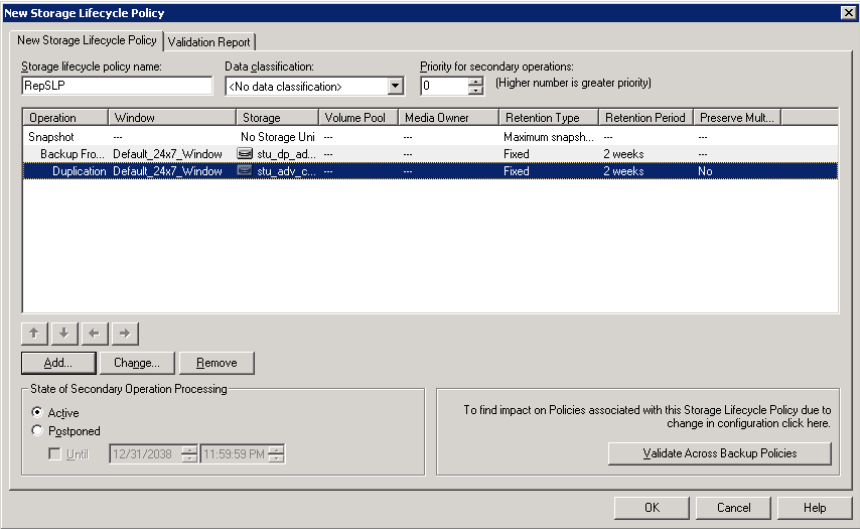 New Storage Lifecycle Policy
New Storage Lifecycle Policy Validation Report
Storage lifecycle policy name: Data classification: Priority for secondary operations:
RepSLP <No data classification> 0 (Higher number is greater priority)
Operation Window Storage Volume Pool Media Owner Retention Type Retention Period Preserve Mult...
Snapshot --- No Storage Uni --- --- Maximum snapsh... --- ---
Backup Fro... Default_24x7_Window stu_dp_ad... --- --- Fixed 2 weeks ---
Duplication Default_24x7_Window stu_adv_c... --- --- Fixed 2 weeks No
Add... Change... Remove
State of Secondary Operation Processing
Active
Postponed
Until 12/31/2038 11:59:59 PM
To find impact on Policies associated with this Storage Lifecycle Policy due to
change in configuration click here.
Validate Across Backup Policies
OK Cancel Help